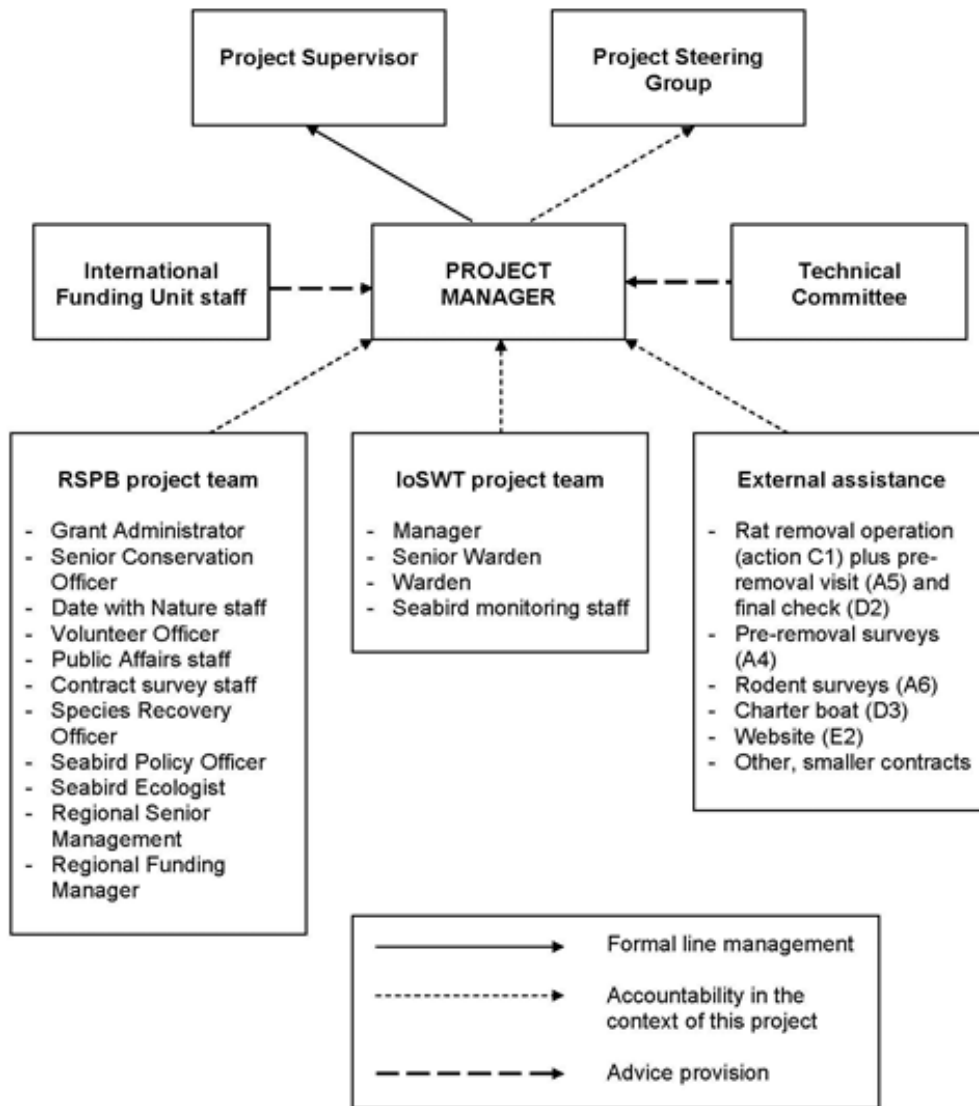 Project Supervisor
Project Steering
Group
International
Funding Unit staff
PROJECT
MANAGER
Technical
Committee
RSPB project team
- Grant Administrator
- Senior Conservation
Officer
- Date with Nature staff
- Volunteer Officer
- Public Affairs staff
- Contract survey staff
- Species Recovery
Officer
- Seabird Policy Officer
- Seabird Ecologist
- Regional Senior
Management
- Regional Funding
Manager
IoSWT project team
- Manager
- Senior Warden
- Warden
- Seabird monitoring staff
External assistance
- Rat removal operation
(action C1) plus pre-
removal visit (A5) and
final check (D2)
- Pre-removal surveys
(A4)
- Rodent surveys (A6)
- Charter boat (D3)
- Website (E2)
- Other, smaller contracts
Formal line management
Accountability in the
context of this project
Advice provision